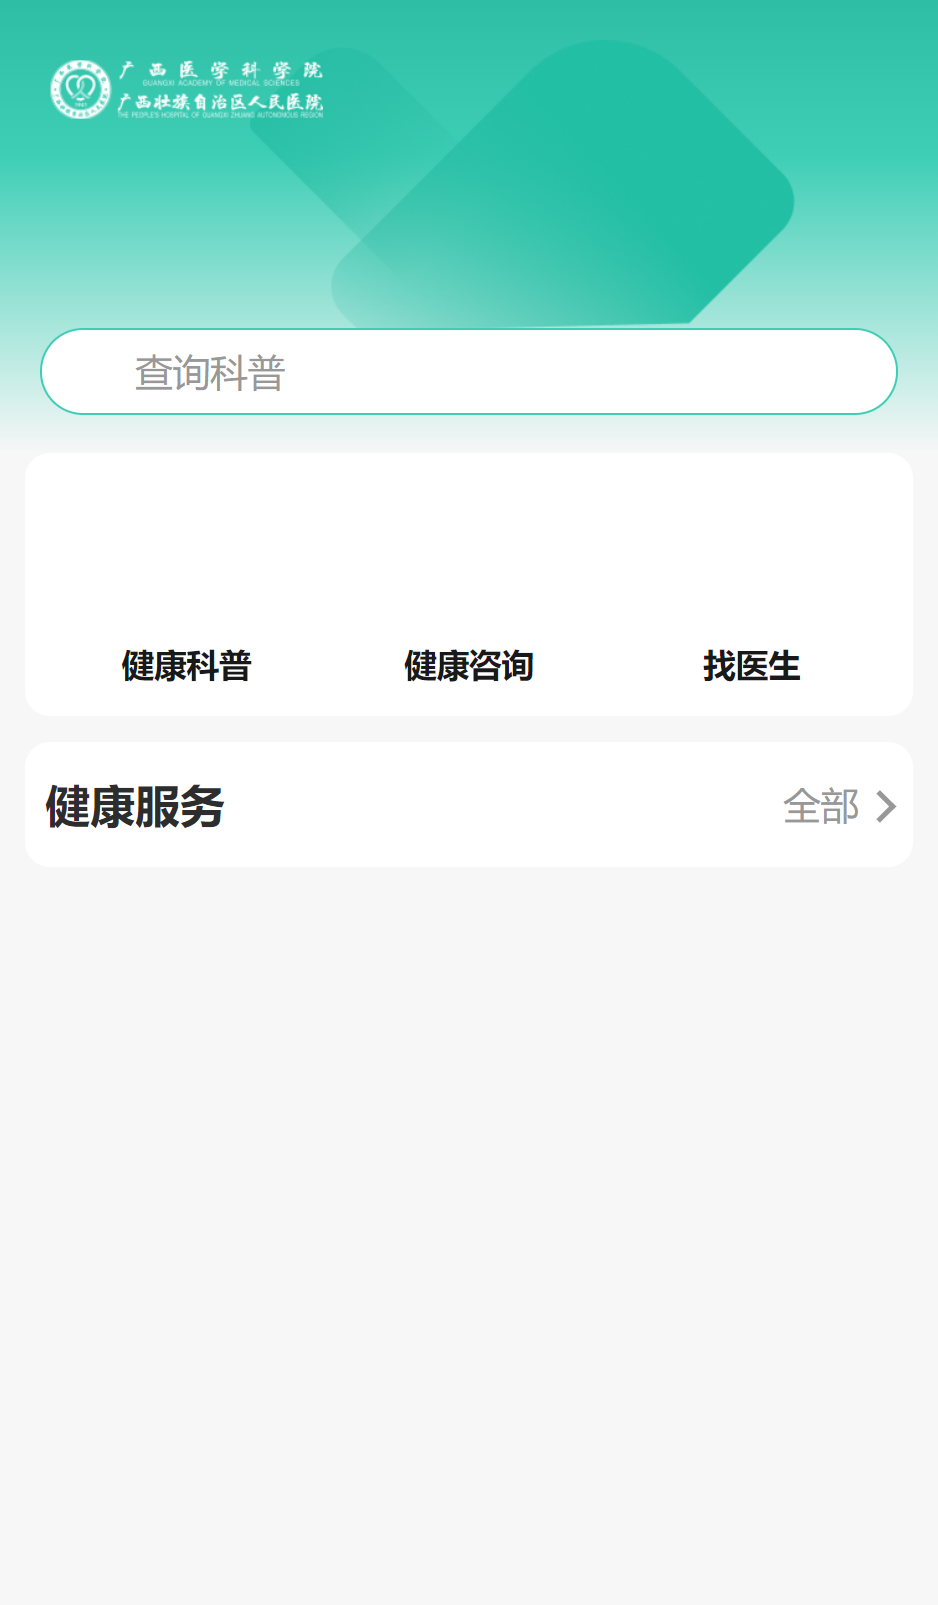 广西医学科学院
GUANGXI ACADEMY OF MEDICAL SCIENCES
广西壮族自治区人民医院
THE PEOPLE'S HOSPITAL OF GUANGXI ZHUANG AUTONOMOUS REGION
查询科普
健康科普 健康咨询 找医生
健康服务 全部